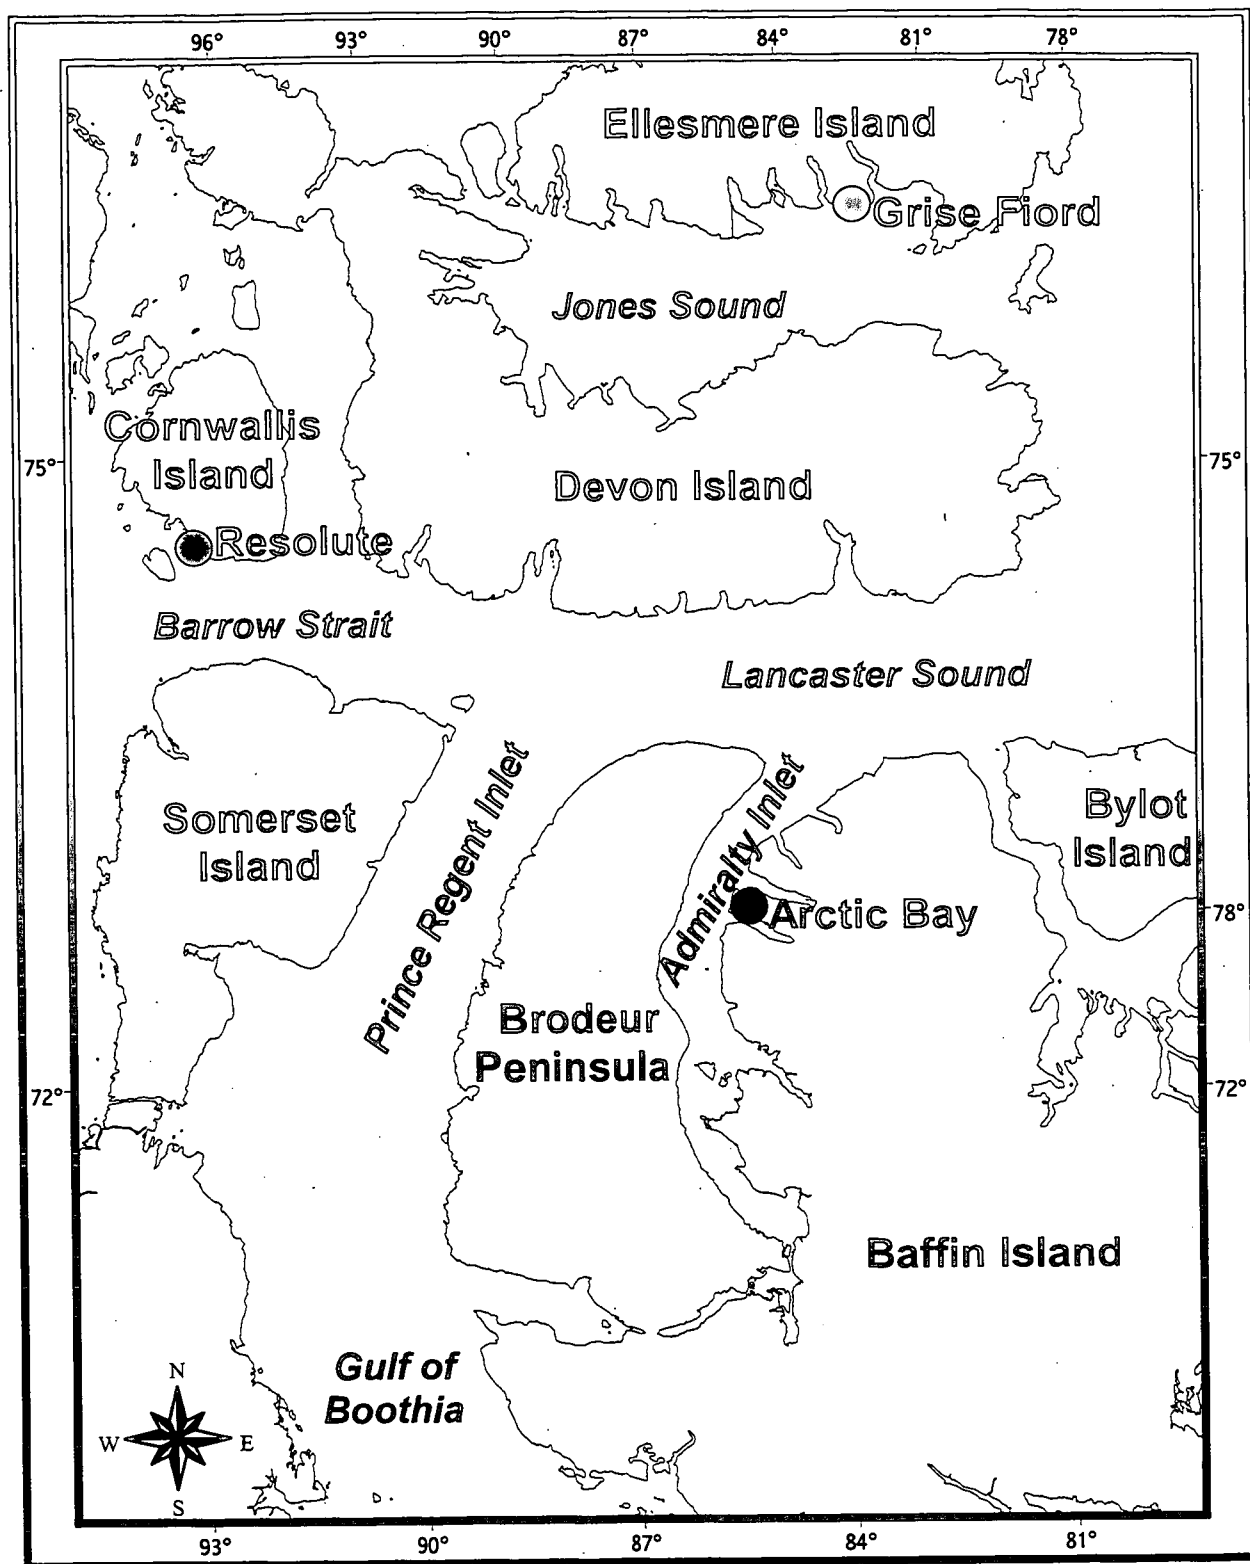 96° 93° 90° 87° 84° 81° 78°
Ellesmere Island
Grise Fiord
Jones Sound
Cornwallis
Island
75° 75°
Devon Island
Resolute
Barrow Strait
Lancaster Sound
Prince Regent Inlet
Admiralty Inlet
Somerset
Island
Bylot
Island
Arctic Bay
78°
Brodeur
Peninsula
72° 72°
Baffin Island
Gulf of
Boothia
N
W E
S
93° 90° 87° 84° 81°